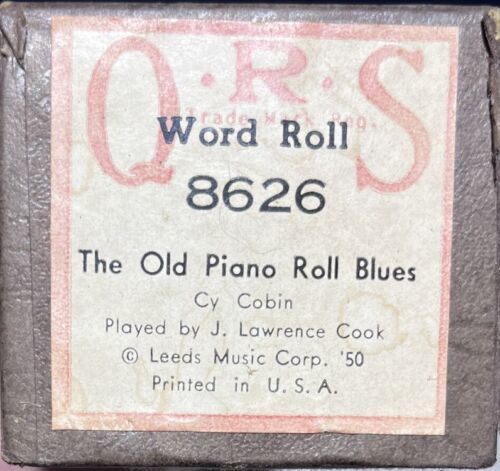 Q·R·S
Trade Mark Reg.
Word Roll
8626
The Old Piano Roll Blues
Cy Cobin
Played by J. Lawrence Cook
© Leeds Music Corp. '50
Printed in U. S. A.